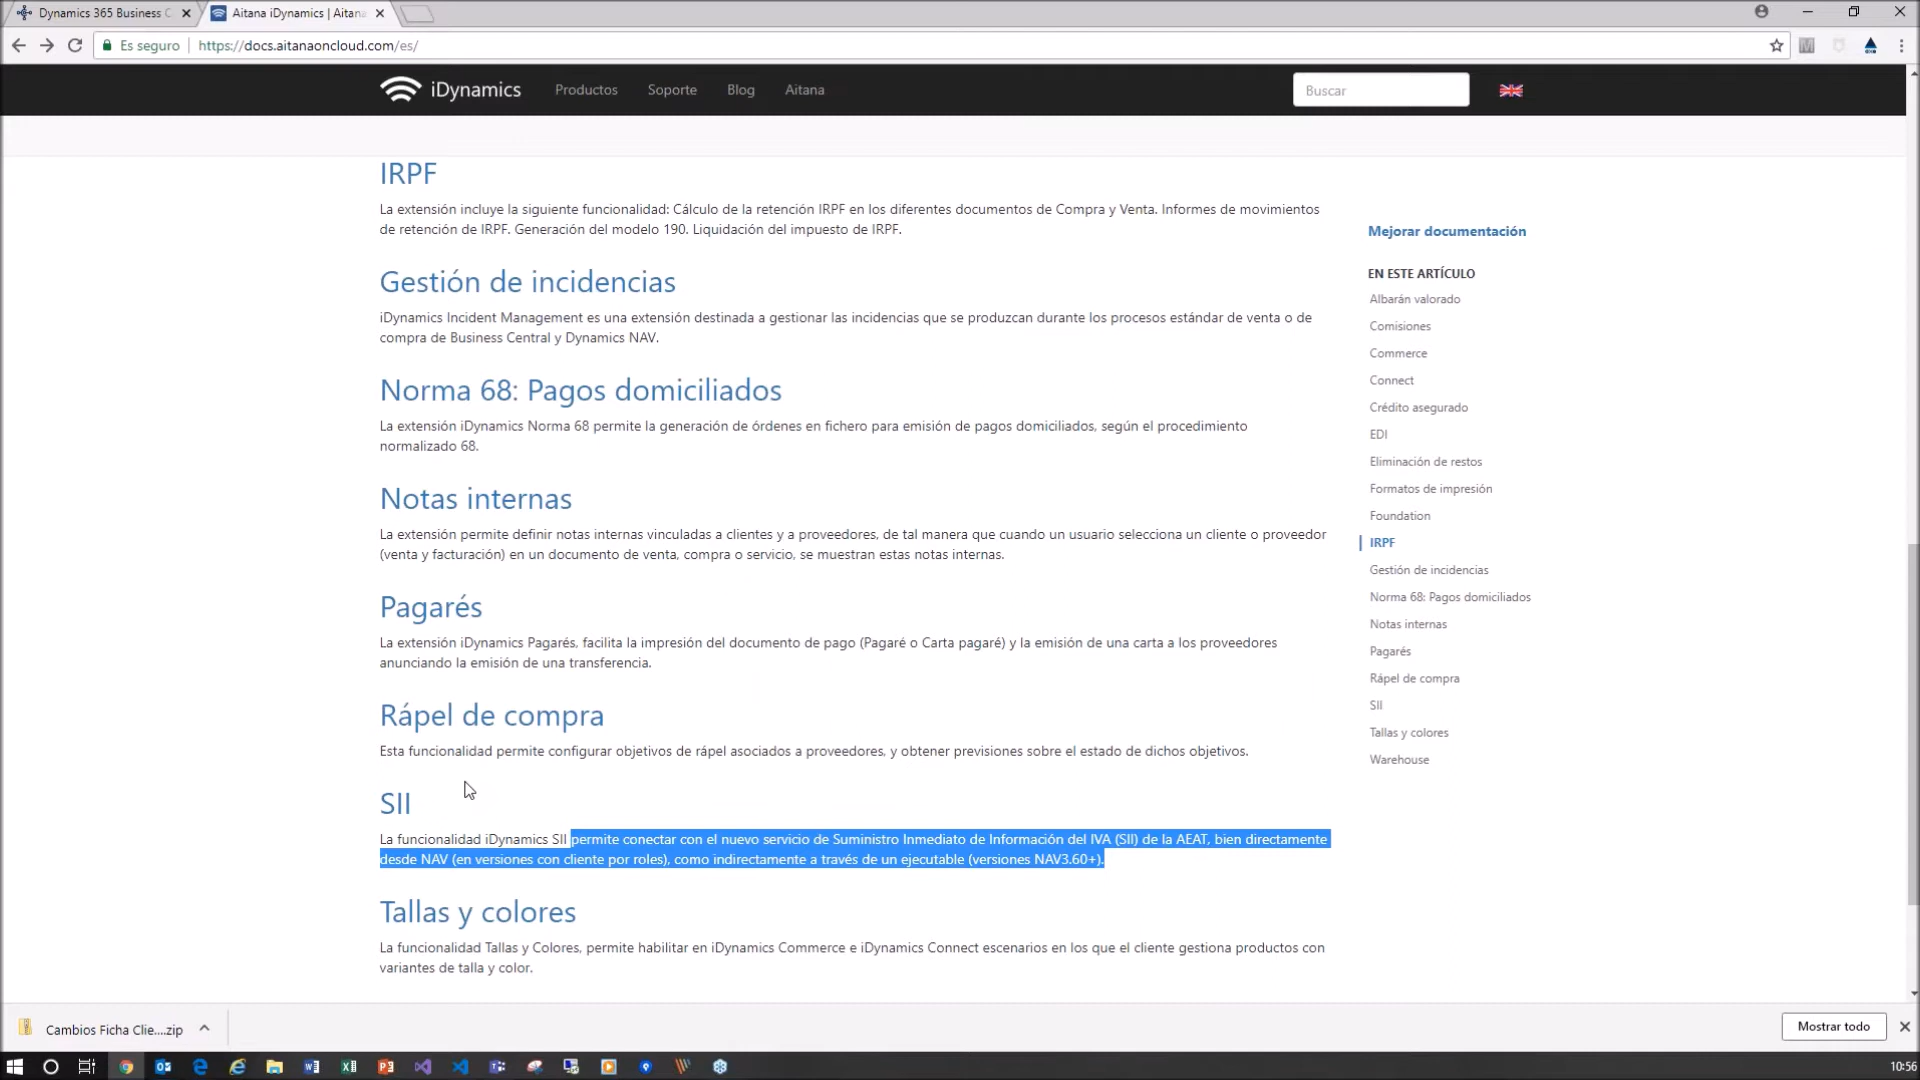 Dynamics 365 Business C
Aitana iDynamics | Aitana
Es seguro
https://docs.aitanaoncloud.com/es/
iDynamics
Productos
Soporte
Blog
Aitana
Buscar
IRPF
La extensión incluye la siguiente funcionalidad: Cálculo de la retención IRPF en los diferentes documentos de Compra y Venta. Informes de movimientos
de retención de IRPF. Generación del modelo 190. Liquidación del impuesto de IRPF.
Gestión de incidencias
iDynamics Incident Management es una extensión destinada a gestionar las incidencias que se produzcan durante los procesos estándar de venta o de
compra de Business Central y Dynamics NAV.
Norma 68: Pagos domiciliados
La extensión iDynamics Norma 68 permite la generación de órdenes en fichero para emisión de pagos domiciliados, según el procedimiento
normalizado 68.
Notas internas
La extensión permite definir notas internas vinculadas a clientes y a proveedores, de tal manera que cuando un usuario selecciona un cliente o proveedor
(venta y facturación) en un documento de venta, compra o servicio, se muestran estas notas internas.
Pagarés
La extensión iDynamics Pagarés, facilita la impresión del documento de pago (Pagaré o Carta pagaré) y la emisión de una carta a los proveedores
anunciando la emisión de una transferencia.
Rápel de compra
Esta funcionalidad permite configurar objetivos de rápel asociados a proveedores, y obtener previsiones sobre el estado de dichos objetivos.
SII
La funcionalidad iDynamics SII permite conectar con el nuevo servicio de Suministro Inmediato de Información del IVA (SII) de la AEAT, bien directamente
desde NAV (en versiones con cliente por roles), como indirectamente a través de un ejecutable (versiones NAV3.60+).
Tallas y colores
La funcionalidad Tallas y Colores, permite habilitar en iDynamics Commerce e iDynamics Connect escenarios en los que el cliente gestiona productos con
variantes de talla y color.
Mejorar documentación
EN ESTE ARTÍCULO
Albarán valorado
Comisiones
Commerce
Connect
Crédito asegurado
EDI
Eliminación de restos
Formatos de impresión
Foundation
IRPF
Gestión de incidencias
Norma 68: Pagos domiciliados
Notas internas
Pagarés
Rápel de compra
SII
Tallas y colores
Warehouse
Cambios Ficha Clie....zip
Mostrar todo
10:56